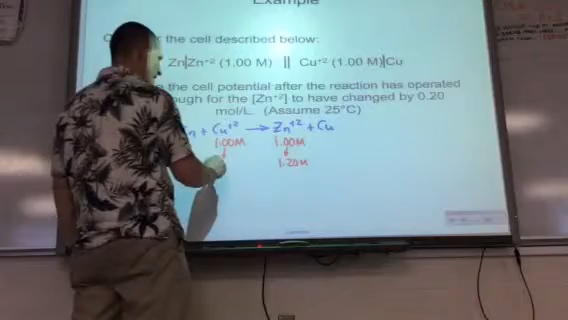 Example
the cell described below:
Zn|Zn⁺² (1.00 M) || Cu⁺² (1.00 M)|Cu
the cell potential after the reaction has operated
for the [Zn⁺²] to have changed by 0.20
mol/L. (Assume 25°C)
+ Cu⁺² → Zn⁺² + Cu
1.00M 1.00M
↓ ↓
1.20M